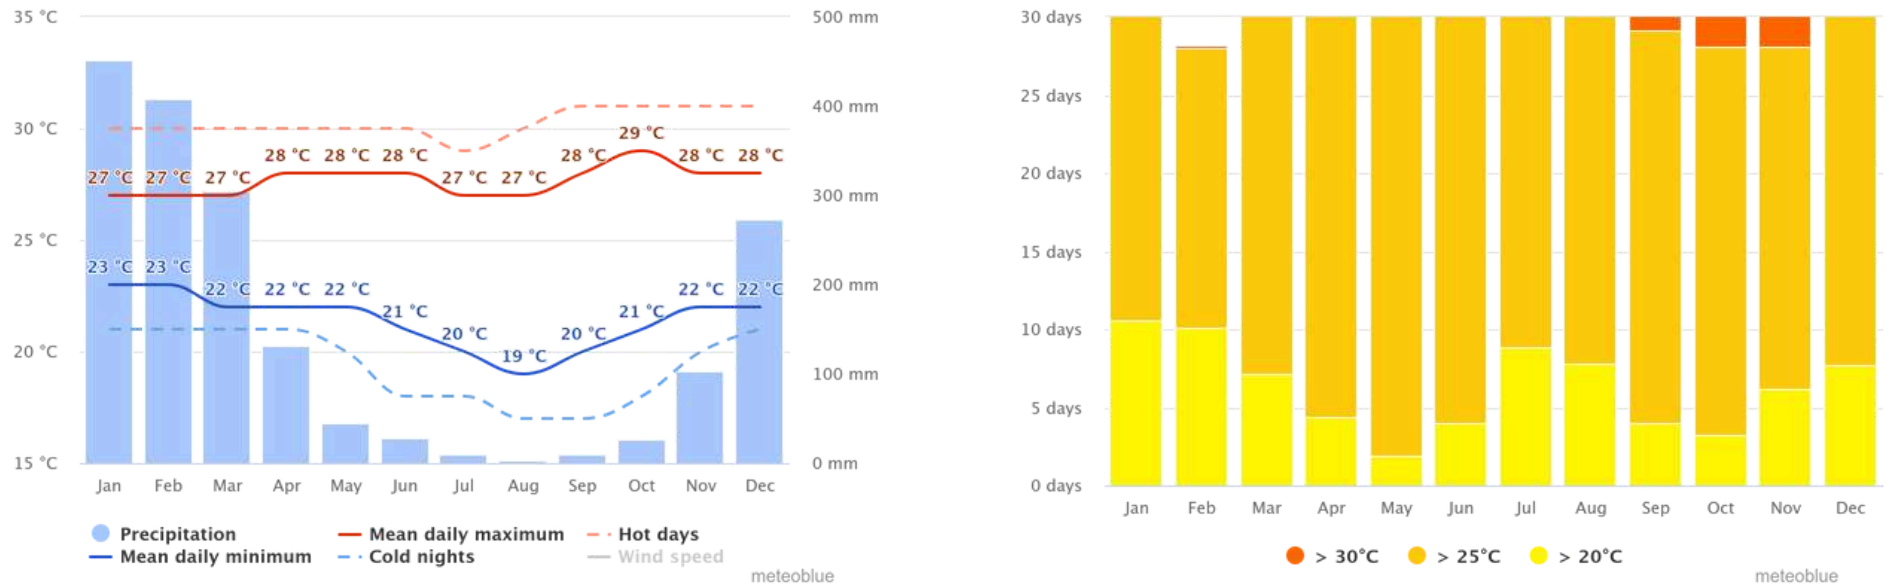 35 °C
30 °C
25 °C
20 °C
15 °C
500 mm
400 mm
300 mm
200 mm
100 mm
0 mm
27 °C 27 °C 27 °C 28 °C 28 °C 28 °C 27 °C 27 °C 28 °C 29 °C 28 °C 28 °C
23 °C 23 °C 22 °C 22 °C 22 °C 21 °C 20 °C 19 °C 20 °C 21 °C 22 °C 22 °C
Jan Feb Mar Apr May Jun Jul Aug Sep Oct Nov Dec
Precipitation Mean daily maximum Hot days
Mean daily minimum Cold nights Wind speed
meteoblue
30 days
25 days
20 days
15 days
10 days
5 days
0 days
Jan Feb Mar Apr May Jun Jul Aug Sep Oct Nov Dec
> 30°C > 25°C > 20°C
meteoblue